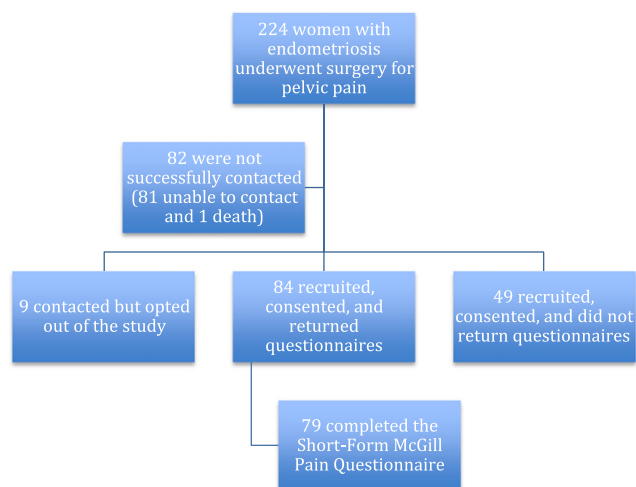 224 women with
endometriosis
underwent surgery for
pelvic pain
82 were not
successfully contacted
(81 unable to contact
and 1 death)
9 contacted but opted
out of the study
84 recruited,
consented, and
returned
questionnaires
49 recruited,
consented, and did not
return questionnaires
79 completed the
Short-Form McGill
Pain Questionnaire